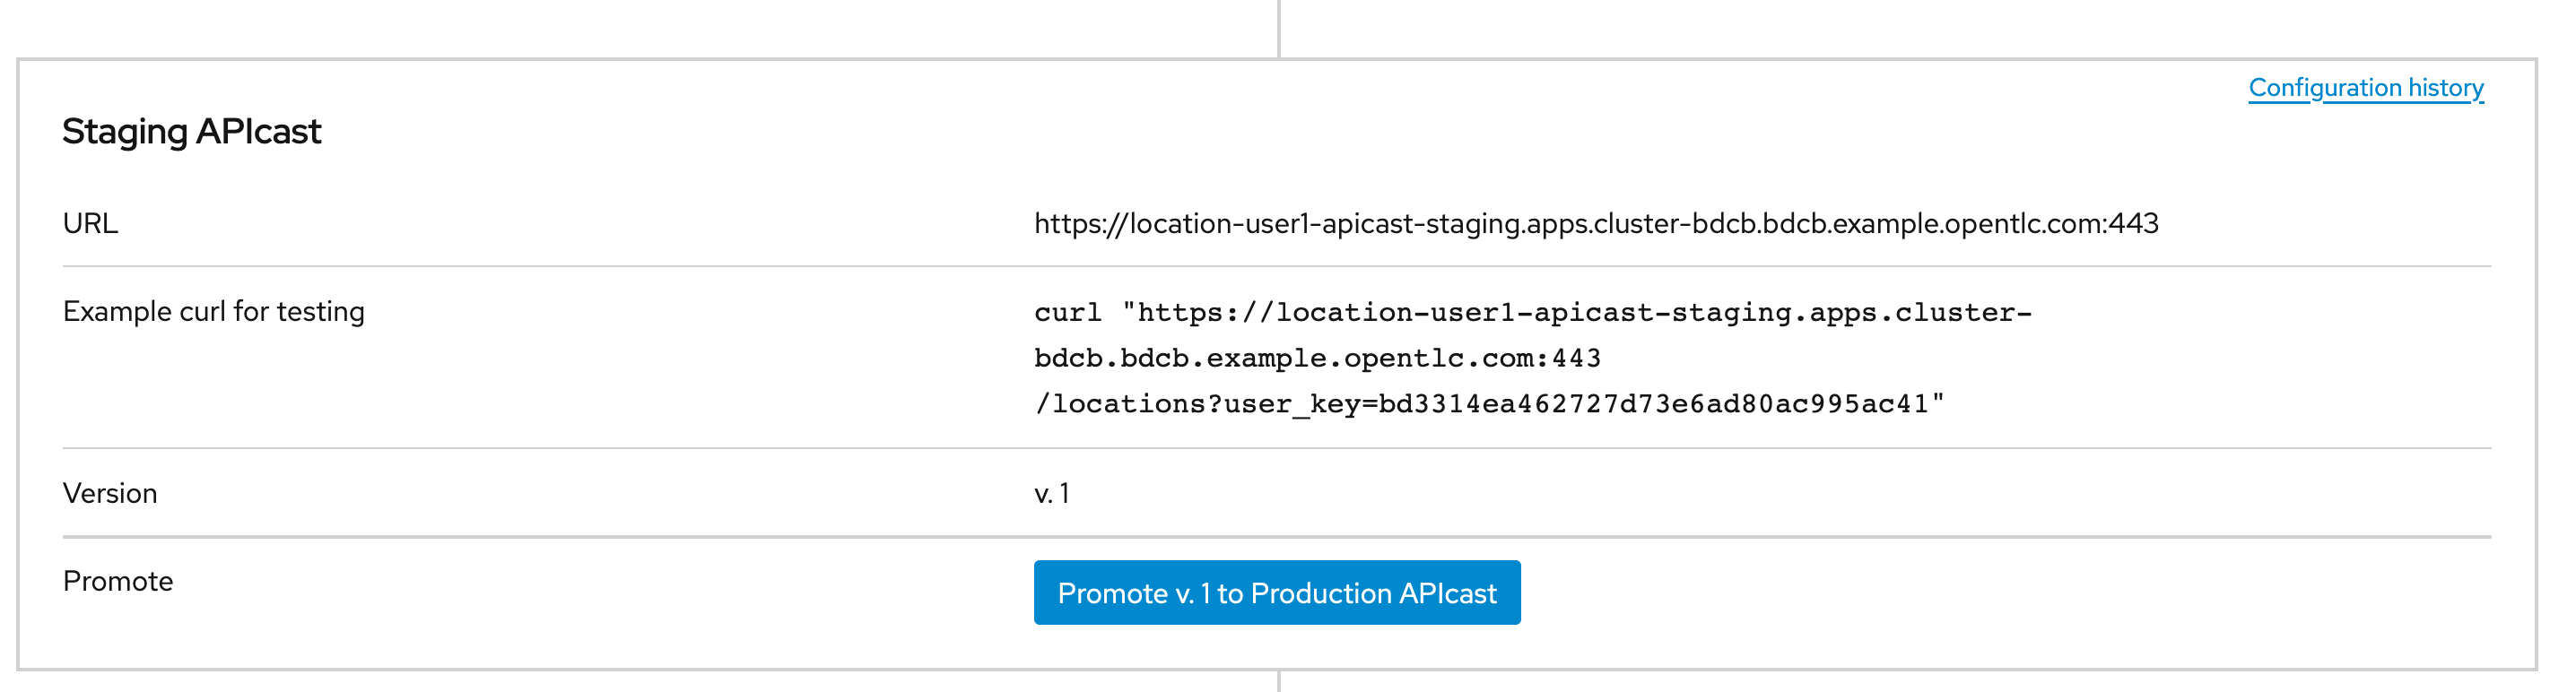 Configuration history
Staging APIcast
URL
https://location-user1-apicast-staging.apps.cluster-bdcb.bdcb.example.opentlc.com:443
Example curl for testing
curl "https://location-user1-apicast-staging.apps.cluster-
bdcb.bdcb.example.opentlc.com:443
/locations?user_key=bd3314ea462727d73e6ad80ac995ac41"
Version
v. 1
Promote
Promote v. 1 to Production APIcast